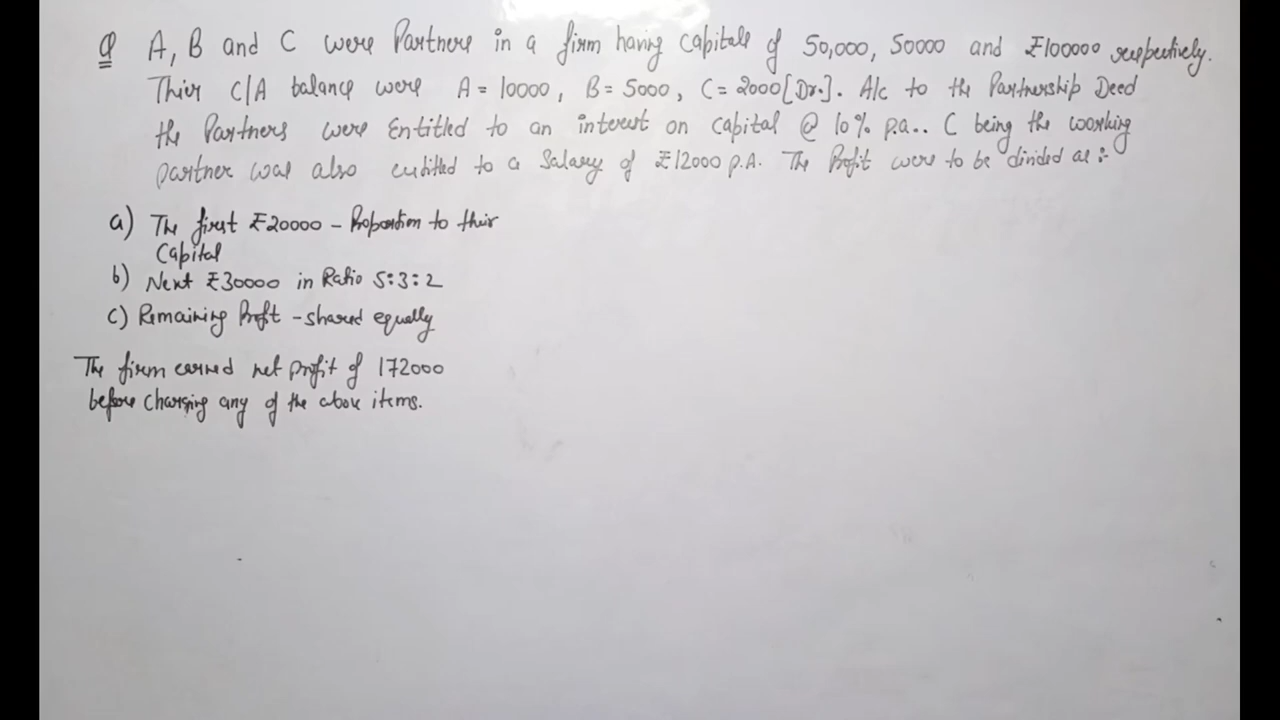 Q A, B and C were Partners in a firm having Capitals of 50,000, 50000 and ₹100000 respectively.
Thier C/A balance were A = 10000, B = 5000, C = 2000 [Dr.]. A/c to the Partnership Deed
the Partners were Entitled to an interest on Capital @ 10% p.a.. C being the working
partner was also entitled to a Salary of ₹12000 p.A. The Profit were to be divided as :-
a) The first ₹20000 - Proportion to their
Capital
b) Next ₹30000 in Ratio 5:3:2
c) Remaining Profit - shared equally
The firm earned net profit of 172000
before charging any of the above items.